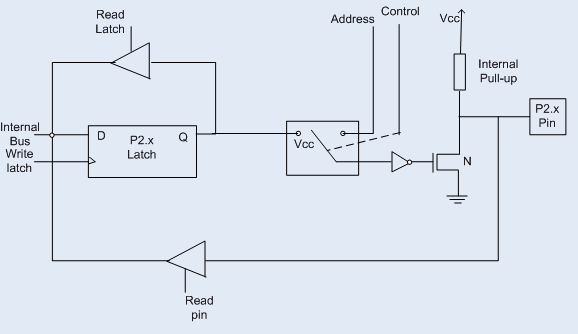 Read
Latch
Address
Control
Vcc
Internal
Pull-up
P2.x
Pin
Internal
Bus
Write
latch
D
Q
P2.x
Latch
Vcc
N
Read
pin